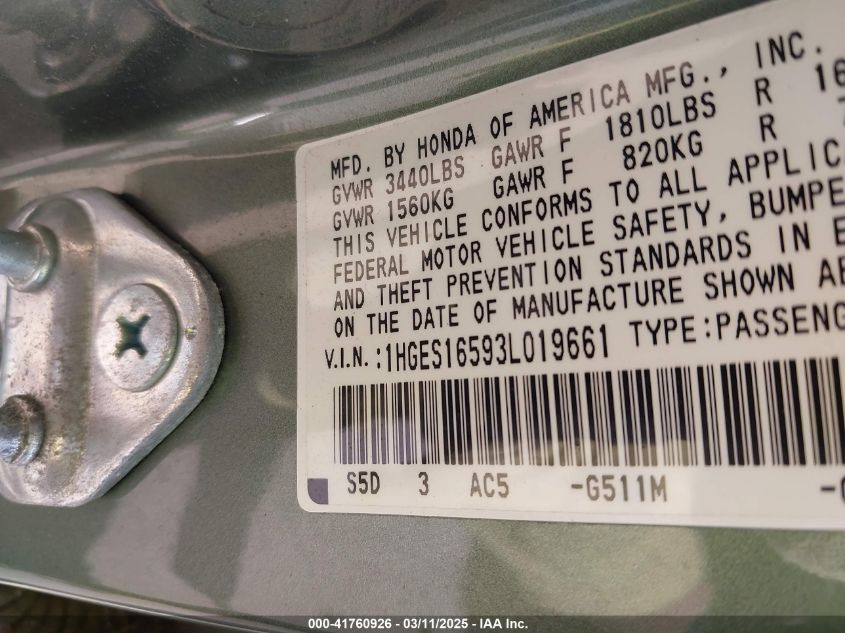 MFD. BY HONDA OF AMERICA MFG., INC.
GVWR 3440LBS GAWR F 1810LBS R 16
GVWR 1560KG GAWR F 820KG R
THIS VEHICLE CONFORMS TO ALL APPLIC
FEDERAL MOTOR VEHICLE SAFETY, BUMPE
AND THEFT PREVENTION STANDARDS IN E
ON THE DATE OF MANUFACTURE SHOWN AB
V.I.N.:1HGES16593L019661 TYPE:PASSENG
S5D 3 AC5 -G511M
000-41760926 - 03/11/2025 - IAA Inc.